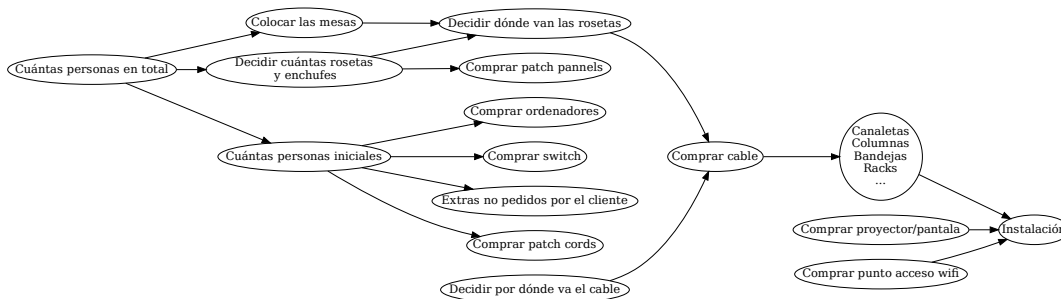 Cuántas personas en total
Colocar las mesas
Decidir cuántas rosetas
y enchufes
Cuántas personas iniciales
Decidir dónde van las rosetas
Comprar patch pannels
Comprar ordenadores
Comprar switch
Extras no pedidos por el cliente
Comprar patch cords
Decidir por dónde va el cable
Comprar cable
Canaletas
Columnas
Bandejas
Racks
...
Comprar proyector/pantala
Comprar punto acceso wifi
Instalación